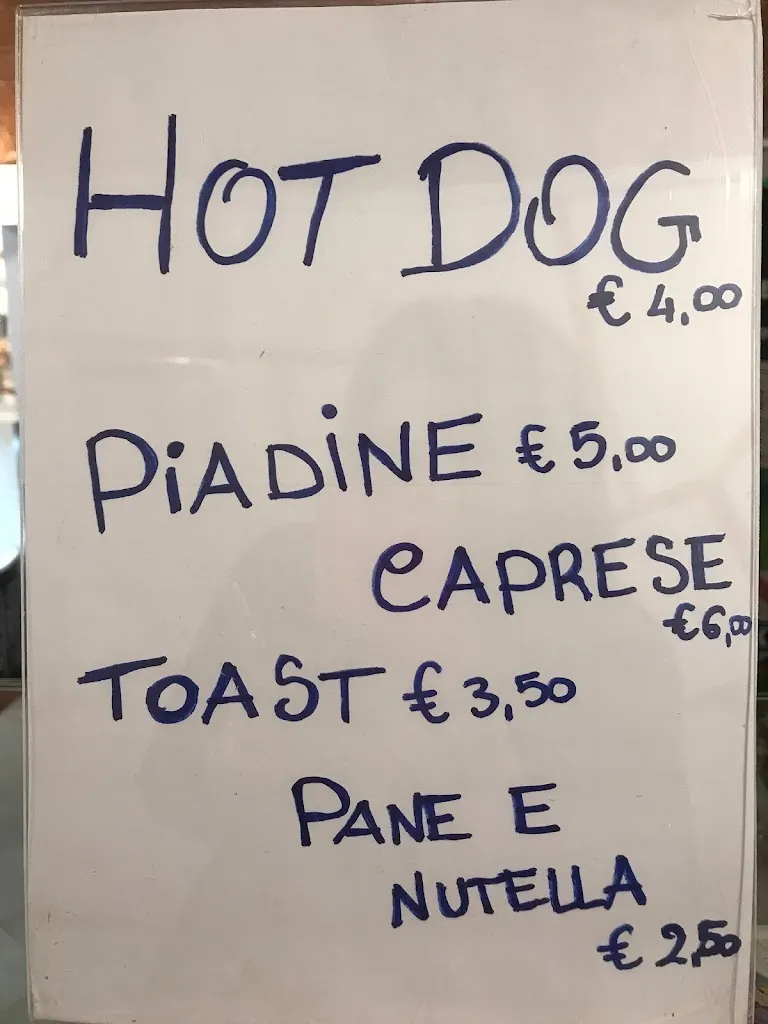 HOT DOG
€ 4,00
PiADiNE € 5,00
CAPRESE
€ 6,00
TOAST € 3,50
PANE E
NUTELLA
€ 2,50